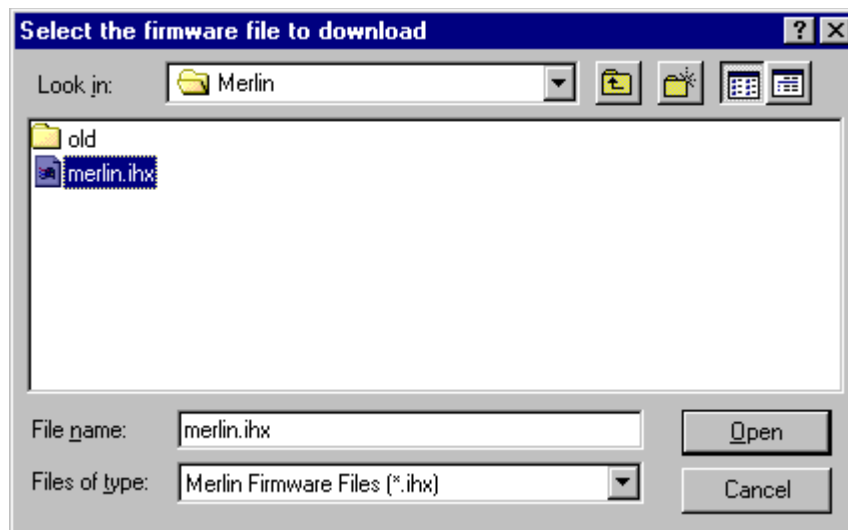 Select the firmware file to download
Look in: Merlin
old
merlin.ihx
File name: merlin.ihx Open
Files of type: Merlin Firmware Files (*.ihx) Cancel